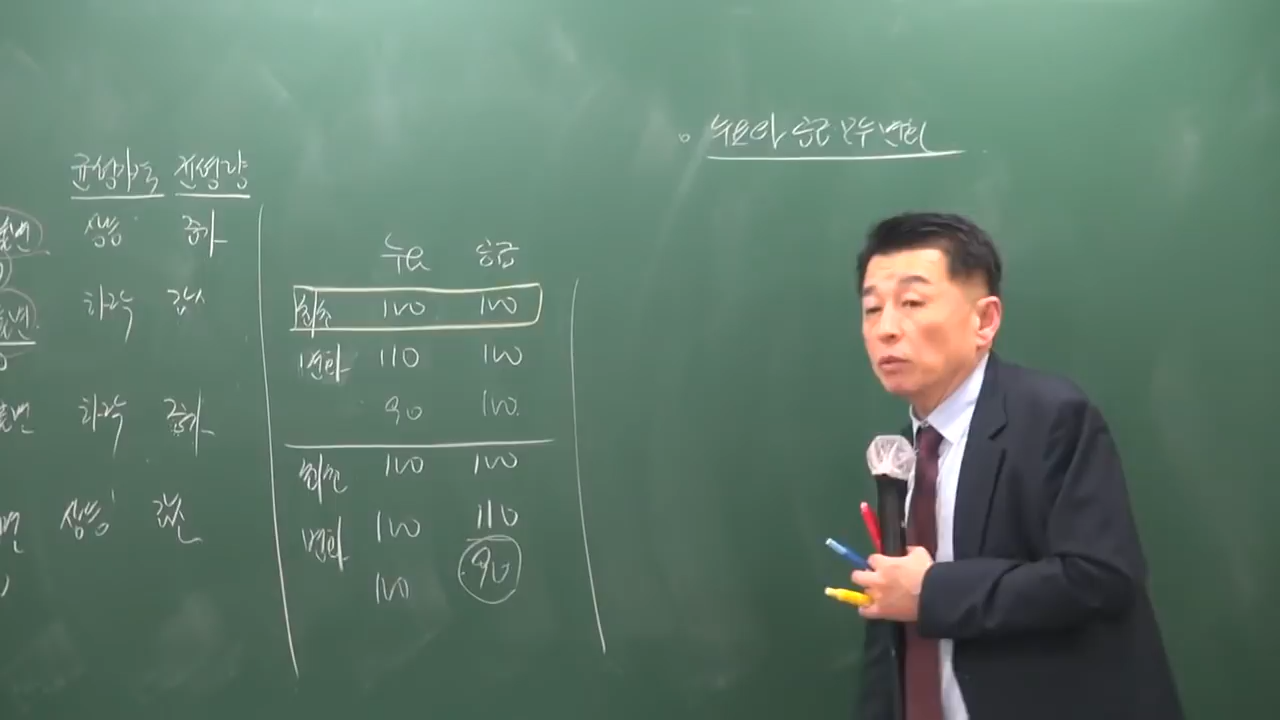 균형가격 균형량
상승 증가
하락 감소
하락 증가
상승 감소
수요 공급
최초 100 100
변화 110 100
90 100
최초 100 100
변화 100 110
100 90
○ 수요와 공급 모두 변화